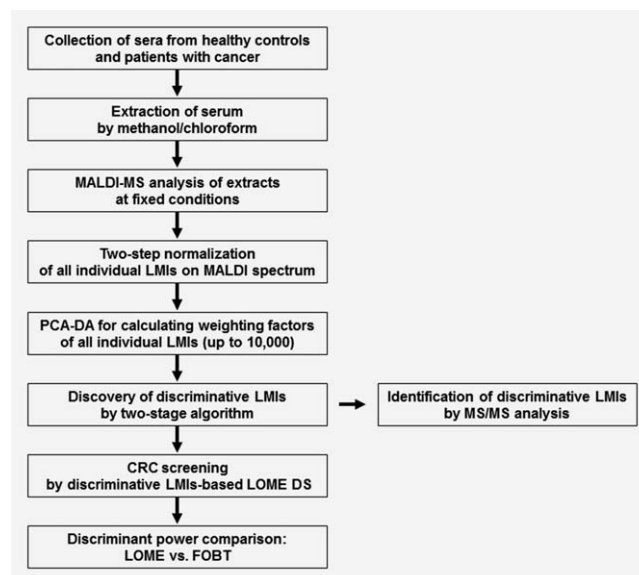 Collection of sera from healthy controls
and patients with cancer
Extraction of serum
by methanol/chloroform
MALDI-MS analysis of extracts
at fixed conditions
Two-step normalization
of all individual LMIs on MALDI spectrum
PCA-DA for calculating weighting factors
of all individual LMIs (up to 10,000)
Discovery of discriminative LMIs
by two-stage algorithm
Identification of discriminative LMIs
by MS/MS analysis
CRC screening
by discriminative LMIs-based LOME DS
Discriminant power comparison:
LOME vs. FOBT